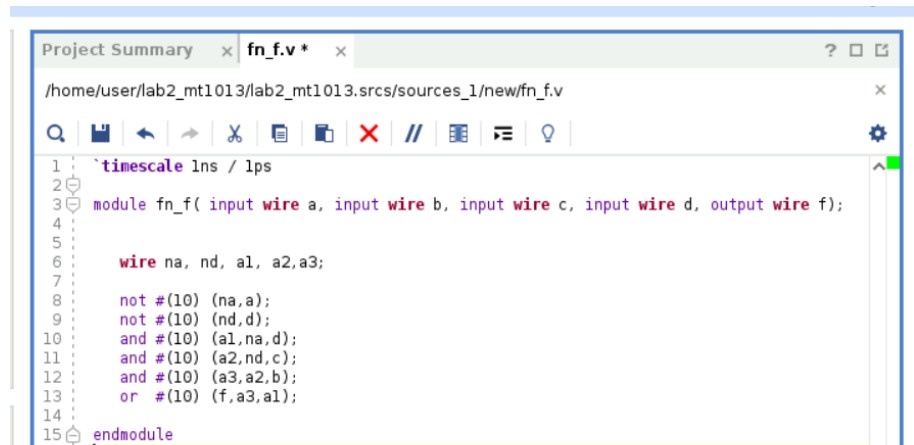 Project Summary × fn_f.v * × ?
/home/user/lab2_mt1013/lab2_mt1013.srcs/sources_1/new/fn_f.v ×
1 `timescale 1ns / 1ps
2
3 module fn_f( input wire a, input wire b, input wire c, input wire d, output wire f);
4
5
6 wire na, nd, a1, a2,a3;
7
8 not #(10) (na,a);
9 not #(10) (nd,d);
10 and #(10) (a1,na,d);
11 and #(10) (a2,nd,c);
12 and #(10) (a3,a2,b);
13 or #(10) (f,a3,a1);
14
15 endmodule